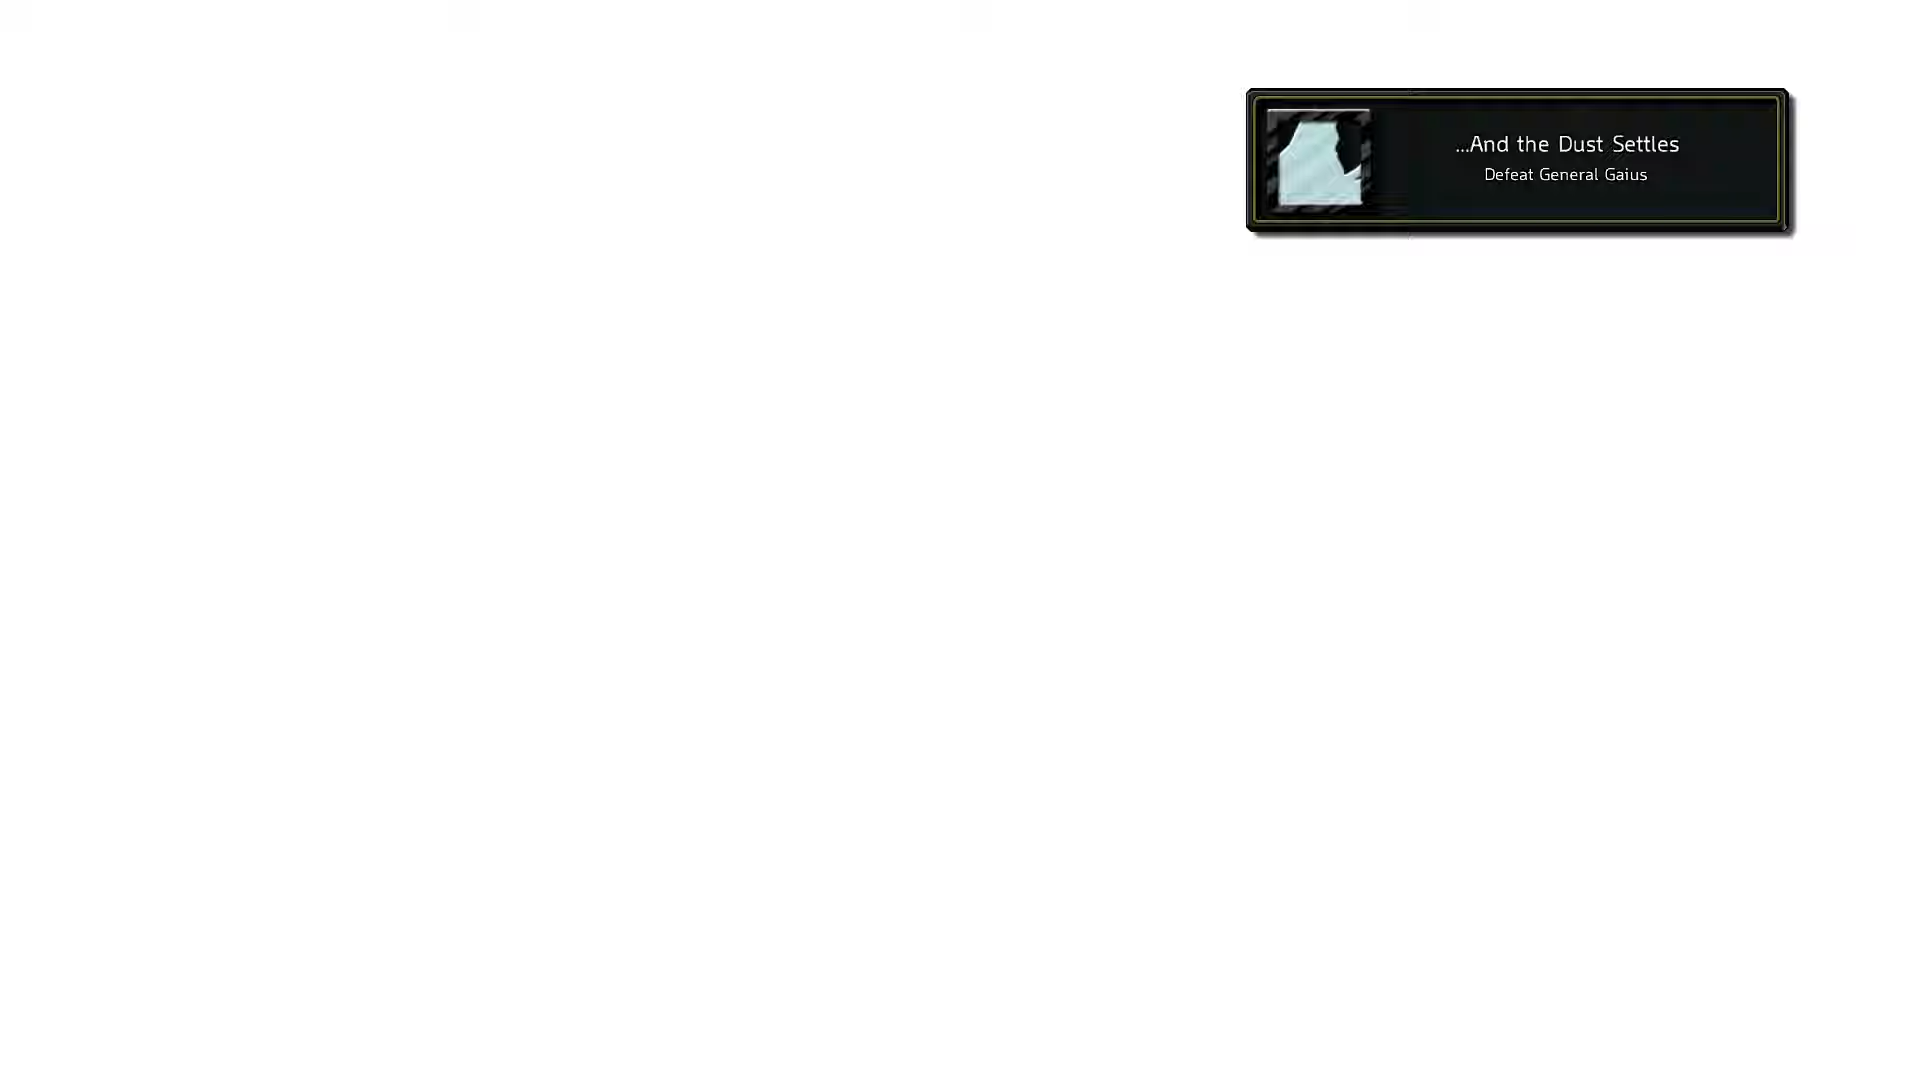 ...And the Dust Settles
Defeat General Gaius